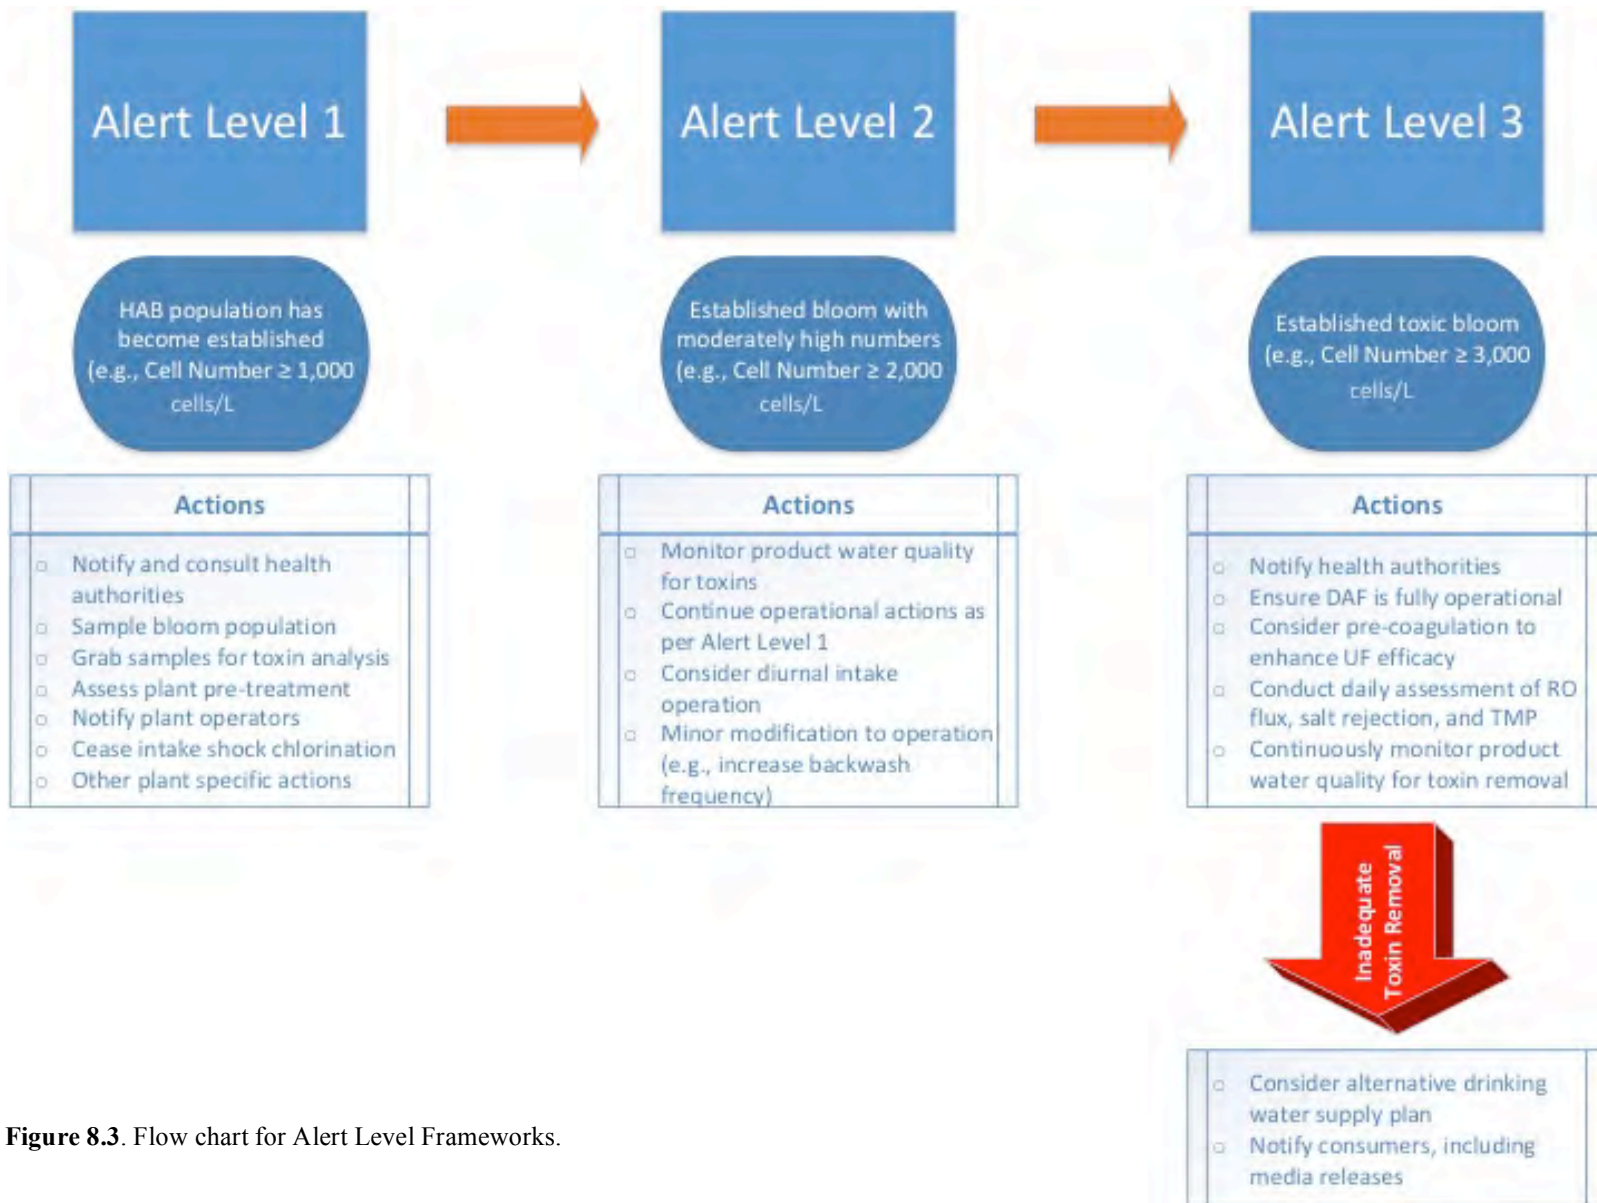 Alert Level 1
Alert Level 2
Alert Level 3
HAB population has
become established
(e.g., Cell Number ≥ 1,000
cells/L
Established bloom with
moderately high numbers
(e.g., Cell Number ≥ 2,000
cells/L
Established toxic bloom
(e.g., Cell Number ≥ 3,000
cells/L
Actions
○ Notify and consult health
authorities
○ Sample bloom population
○ Grab samples for toxin analysis
○ Assess plant pre-treatment
○ Notify plant operators
○ Cease intake shock chlorination
○ Other plant specific actions
Actions
○ Monitor product water quality
for toxins
○ Continue operational actions as
per Alert Level 1
○ Consider diurnal intake
operation
○ Minor modification to operation
(e.g., increase backwash
frequency)
Actions
○ Notify health authorities
○ Ensure DAF is fully operational
○ Consider pre-coagulation to
enhance UF efficacy
○ Conduct daily assessment of RO
flux, salt rejection, and TMP
○ Continuously monitor product
water quality for toxin removal
Inadequate
Toxin Removal
○ Consider alternative drinking
water supply plan
○ Notify consumers, including
media releases
Figure 8.3. Flow chart for Alert Level Frameworks.